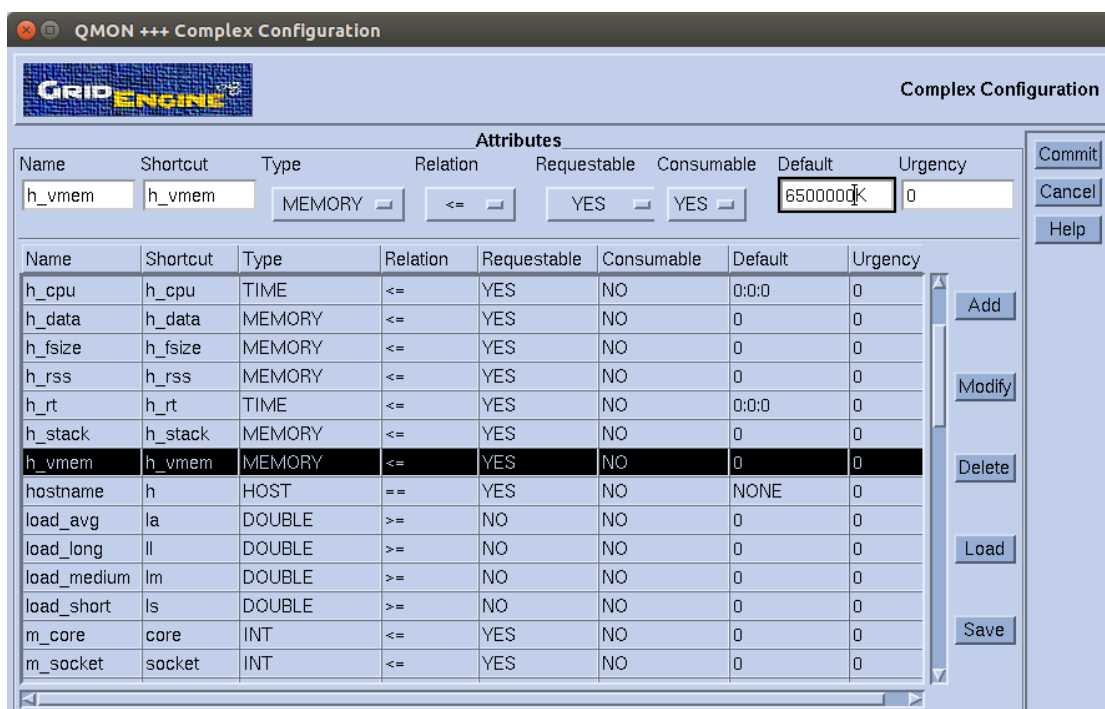 QMON +++ Complex Configuration
GRID ENGINE
Complex Configuration
Attributes
Name Shortcut Type Relation Requestable Consumable Default Urgency
h_vmem h_vmem MEMORY <= YES YES 6500000K 0
Commit
Cancel
Help
Name Shortcut Type Relation Requestable Consumable Default Urgency
h_cpu h_cpu TIME <= YES NO 0:0:0 0
h_data h_data MEMORY <= YES NO 0 0
h_fsize h_fsize MEMORY <= YES NO 0 0
h_rss h_rss MEMORY <= YES NO 0 0
h_rt h_rt TIME <= YES NO 0:0:0 0
h_stack h_stack MEMORY <= YES NO 0 0
h_vmem h_vmem MEMORY <= YES NO 0 0
hostname h HOST == YES NO NONE 0
load_avg la DOUBLE >= NO NO 0 0
load_long ll DOUBLE >= NO NO 0 0
load_medium lm DOUBLE >= NO NO 0 0
load_short ls DOUBLE >= NO NO 0 0
m_core core INT <= YES NO 0 0
m_socket socket INT <= YES NO 0 0
Add
Modify
Delete
Load
Save